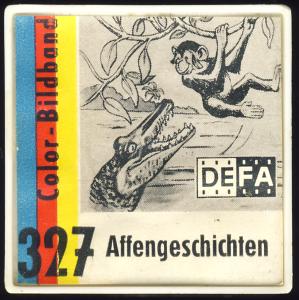 Color-Bildband
DEFA
327 Affengeschichten